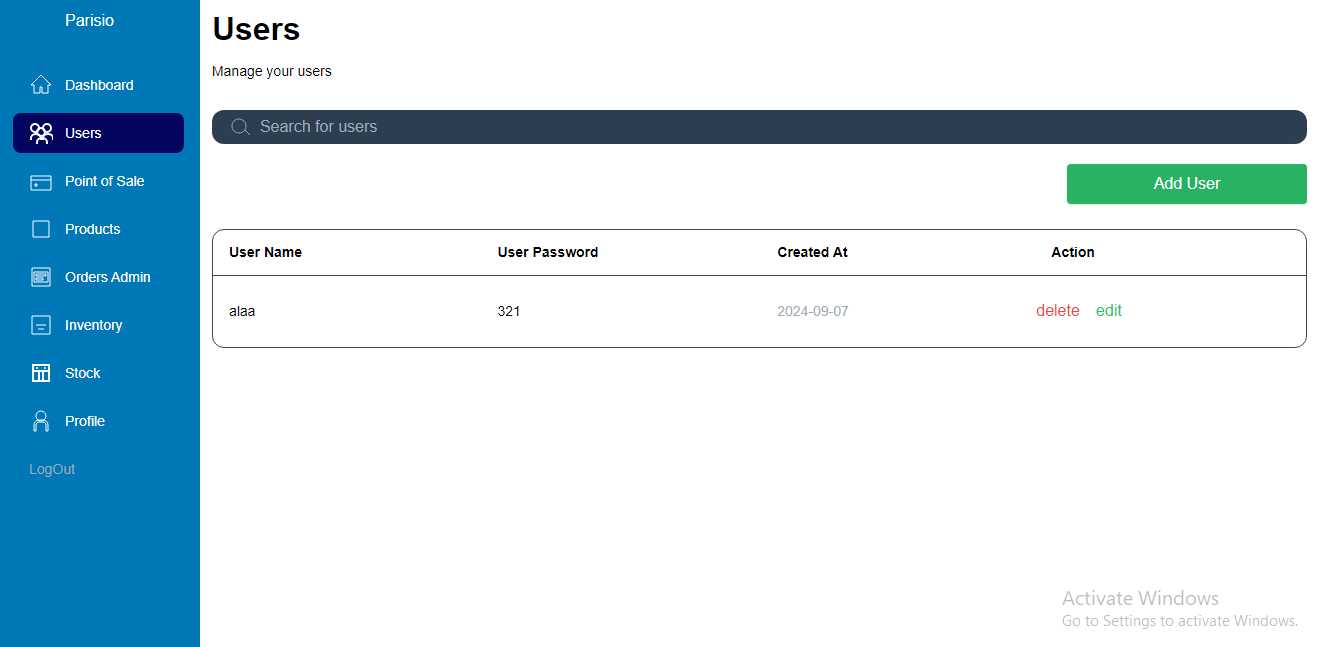 Parisio
Dashboard
Users
Point of Sale
Products
Orders Admin
Inventory
Stock
Profile
LogOut
Users
Manage your users
Search for users
Add User
User Name User Password Created At Action
alaa 321 2024-09-07 delete edit
Activate Windows
Go to Settings to activate Windows.